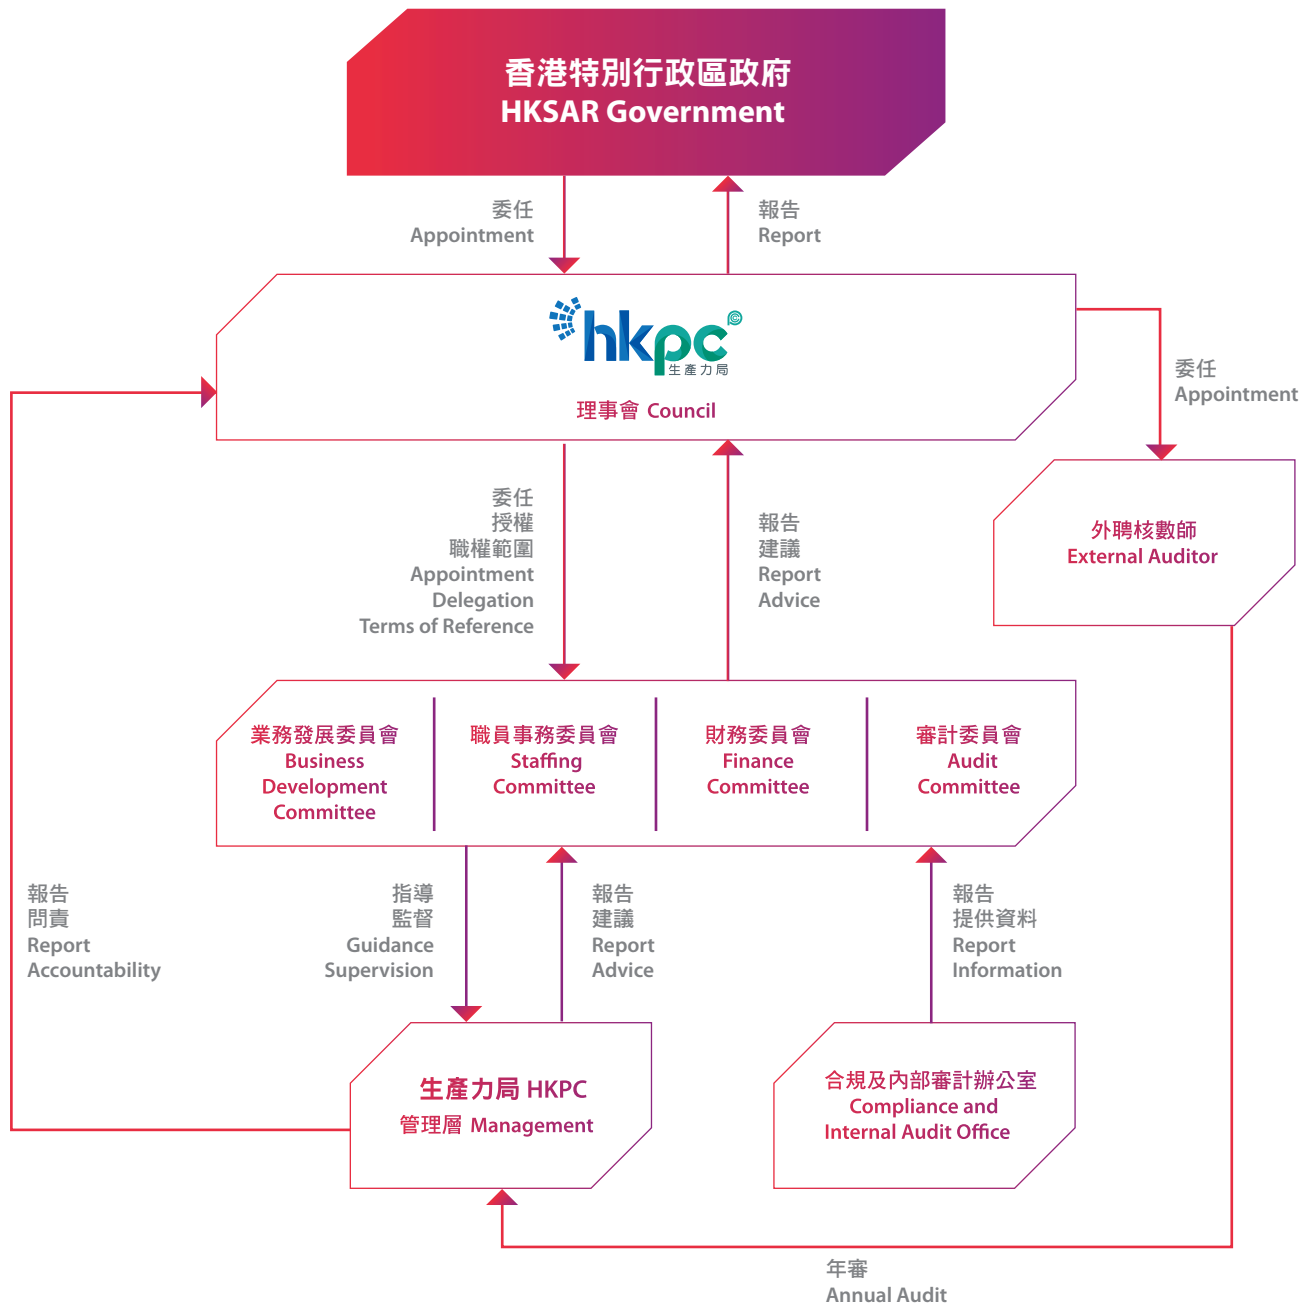 香港特別行政區政府
HKSAR Government
委任
Appointment
報告
Report
hkpc
生產力局
理事會 Council
委任
Appointment
委任
授權
職權範圍
Appointment
Delegation
Terms of Reference
報告
建議
Report
Advice
外聘核數師
External Auditor
業務發展委員會
Business
Development
Committee
職員事務委員會
Staffing
Committee
財務委員會
Finance
Committee
審計委員會
Audit
Committee
報告
問責
Report
Accountability
指導
監督
Guidance
Supervision
報告
建議
Report
Advice
報告
提供資料
Report
Information
生產力局 HKPC
管理層 Management
合規及內部審計辦公室
Compliance and
Internal Audit Office
年審
Annual Audit